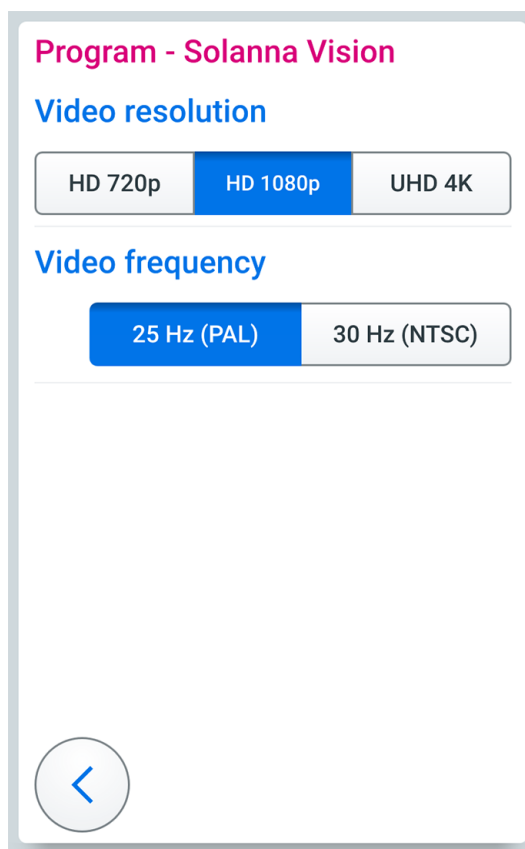 Program - Solanna Vision
Video resolution
HD 720p HD 1080p UHD 4K
Video frequency
25 Hz (PAL) 30 Hz (NTSC)